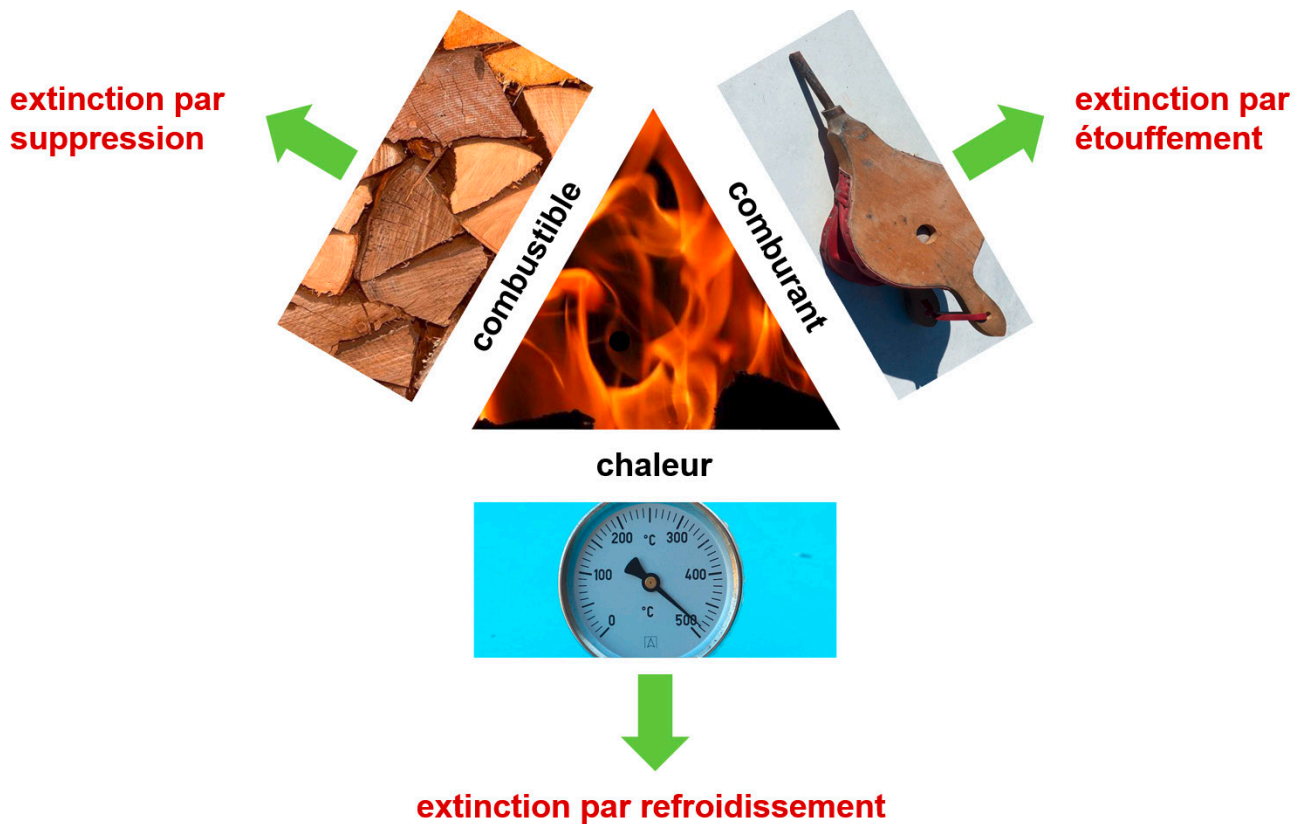 extinction par
suppression
extinction par
étouffement
combustible
comburant
chaleur
200 °C 300
100 400
°C
0 500
A
extinction par refroidissement